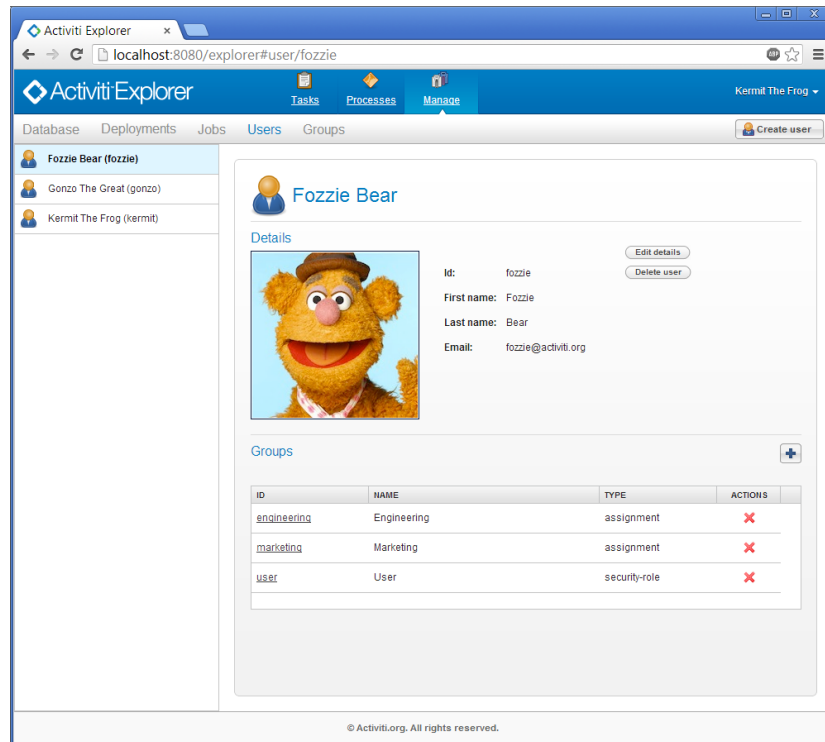 Activiti Explorer
localhost:8080/explorer#user/fozzie
ABP
Activiti Explorer
Tasks
Processes
Manage
Kermit The Frog
Database Deployments Jobs Users Groups
Create user
Fozzie Bear (fozzie)
Gonzo The Great (gonzo)
Kermit The Frog (kermit)
Fozzie Bear
Details
Edit details
Delete user
Id: fozzie
First name: Fozzie
Last name: Bear
Email: fozzie@activiti.org
Groups
ID NAME TYPE ACTIONS
engineering Engineering assignment
marketing Marketing assignment
user User security-role
© Activiti.org. All rights reserved.